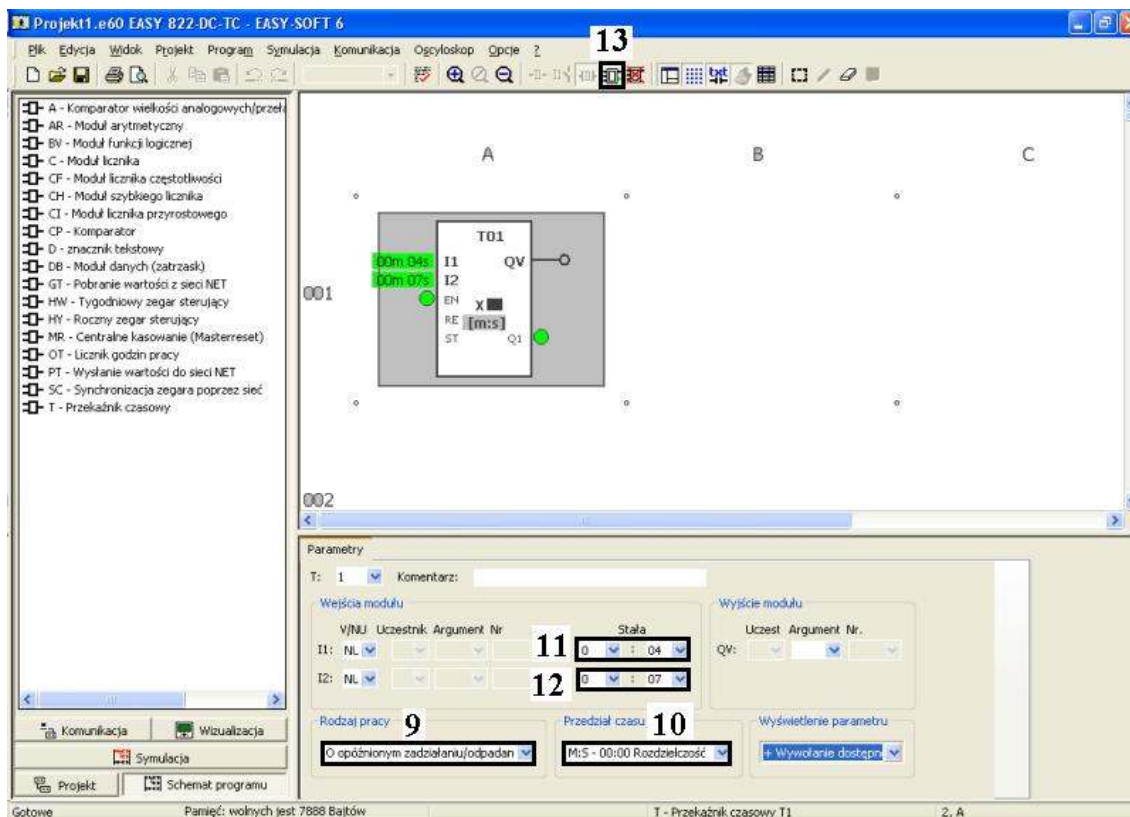 Projekt1.e60 EASY 822-DC-TC - EASY-SOFT 6
Plik Edycja Widok Projekt Program Symulacja Komunikacja Oscyloskop Opcje ?
13
A - Komparator wielkości analogowych/przeła
AR - Moduł arytmetyczny
BV - Moduł funkcji logicznej
C - Moduł licznika
CF - Moduł licznika częstotliwości
CH - Moduł szybkiego licznika
CI - Moduł licznika przyrostowego
CP - Komparator
D - znacznik tekstowy
DB - Moduł danych (zatrzask)
GT - Pobranie wartości z sieci NET
HW - Tygodniowy zegar sterujący
HY - Roczny zegar sterujący
MR - Centralne kasowanie (Masterreset)
OT - Licznik godzin pracy
PT - Wysłanie wartości do sieci NET
SC - Synchronizacja zegara poprzez sieć
T - Przekaźnik czasowy
Komunikacja Wizualizacja
Symulacja
Projekt Schemat programu
A B C
001
T01
00m 04s I1 QV
00m 07s I2
EN X
RE [m:s]
ST Q1
002
Parametry
T: 1 Komentarz:
Wejścia modułu
V/NU Uczestnik Argument Nr Stała
I1: NL 11 0 : 04
I2: NL 12 0 : 07
Wyjście modułu
Uczest Argument Nr.
QV:
Rodzaj pracy 9
O opóźnionym zadziałaniu/odpadan
Przedział czasu 10
M:S - 00:00 Rozdzielczość
Wyświetlenie parametru
+ Wywołanie dostępn
Gotowe Pamięć: wolnych jest 7888 Bajtów T - Przekaźnik czasowy T1 2, A